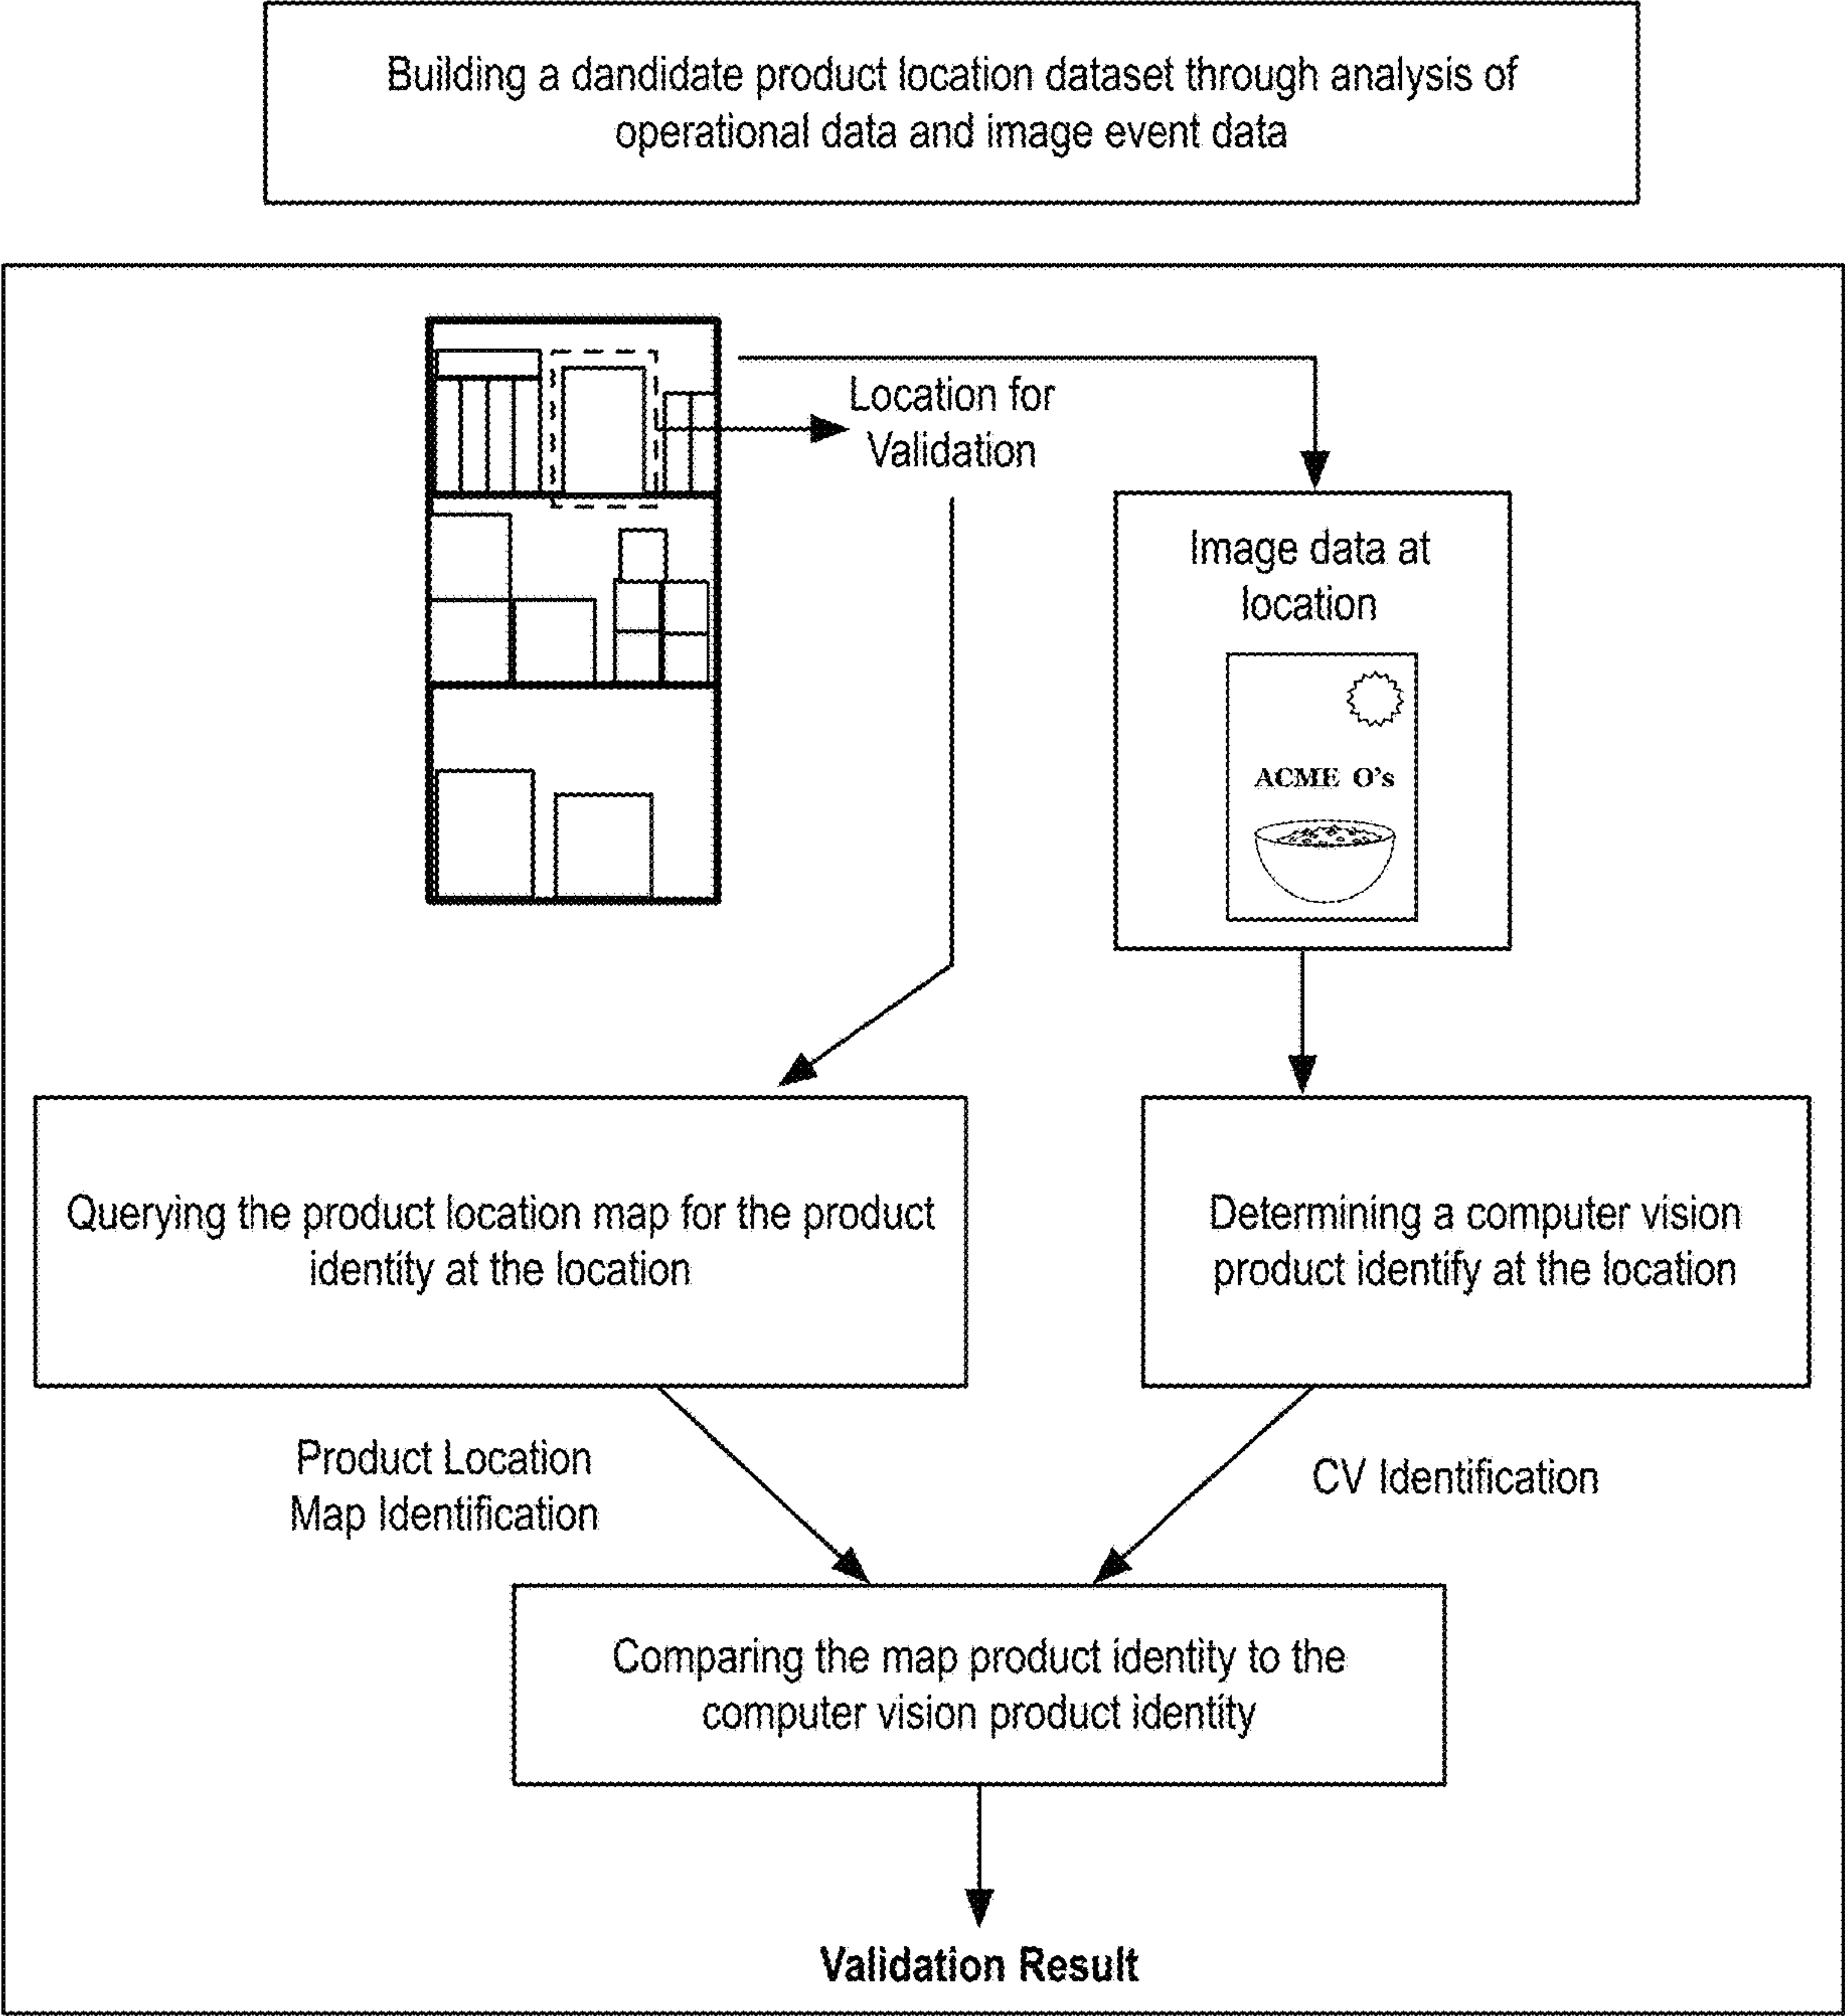 Building a dandidate product location dataset through analysis of
operational data and image event data
Location for
Validation
Image data at
location
ACME O's
Querying the product location map for the product
identity at the location
Determining a computer vision
product identify at the location
Product Location
Map Identification
CV Identification
Comparing the map product identity to the
computer vision product identity
Validation Result